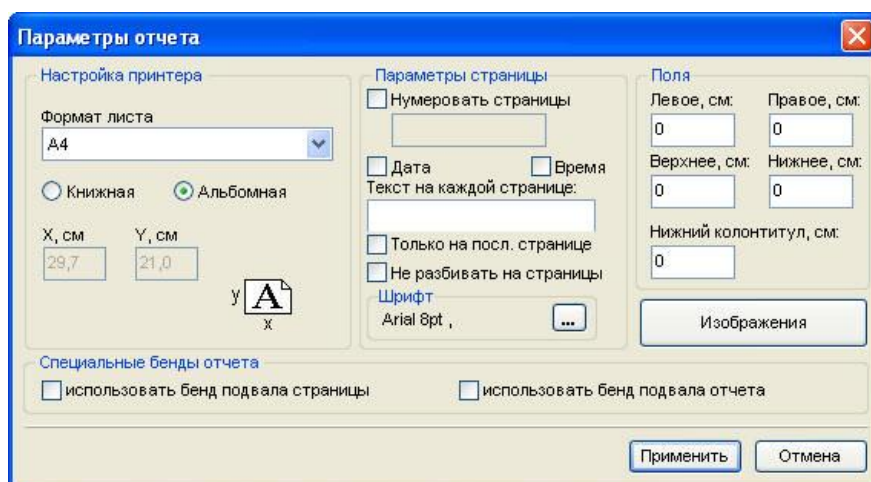 Параметры отчета
Настройка принтера
Формат листа
A4
Книжная
Альбомная
X, см
Y, см
29,7
21,0
y
A
x
Параметры страницы
Нумеровать страницы
Дата
Время
Текст на каждой странице:
Только на посл. странице
Не разбивать на страницы
Шрифт
Arial 8pt ,
...
Поля
Левое, см:
Правое, см:
0
0
Верхнее, см:
Нижнее, см:
0
0
Нижний колонтитул, см:
0
Изображения
Специальные бенды отчета
использовать бенд подвала страницы
использовать бенд подвала отчета
Применить
Отмена